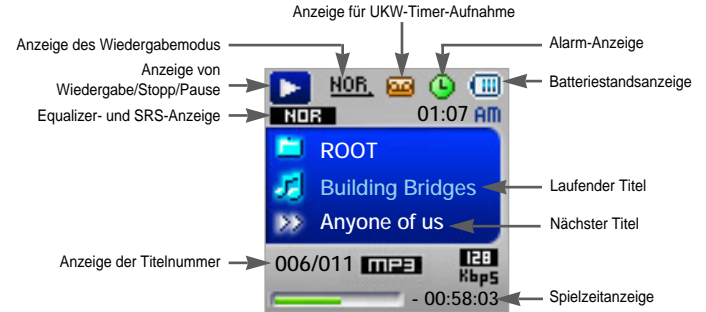 Anzeige für UKW-Timer-Aufnahme
Anzeige des Wiedergabemodus
Alarm-Anzeige
Anzeige von
Wiedergabe/Stopp/Pause
Batteriestandsanzeige
Equalizer- und SRS-Anzeige
NOR.
NOR
01:07 AM
ROOT
Building Bridges
Laufender Titel
Anyone of us
Nächster Titel
Anzeige der Titelnummer
006/011 MP3
128
Kbps
- 00:58:03
Spielzeitanzeige